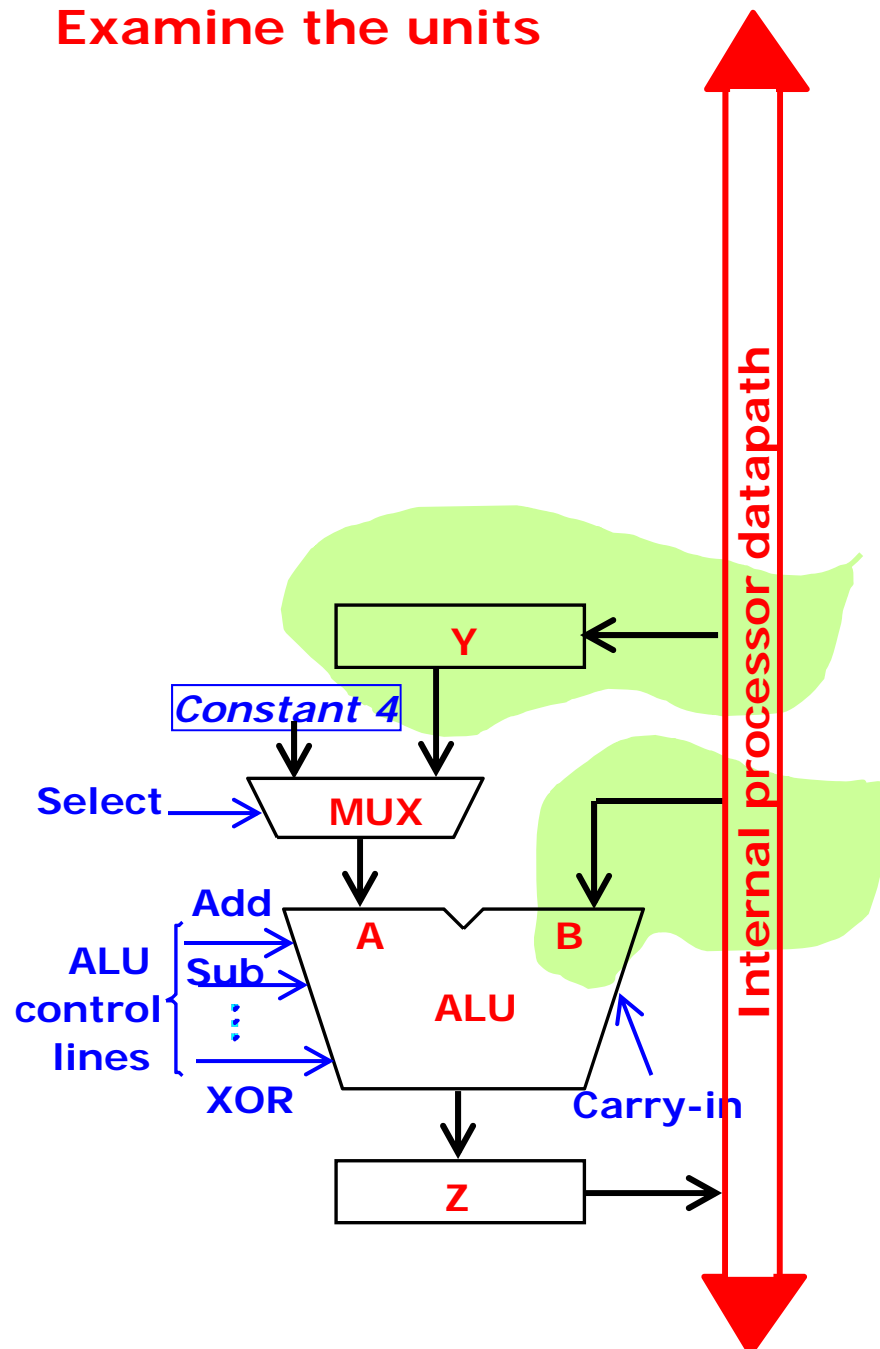 Examine the units
Internal processor datapath
Y
Constant 4
Select
MUX
Add
A
B
ALU
control
lines
Sub
ALU
XOR
Carry-in
Z